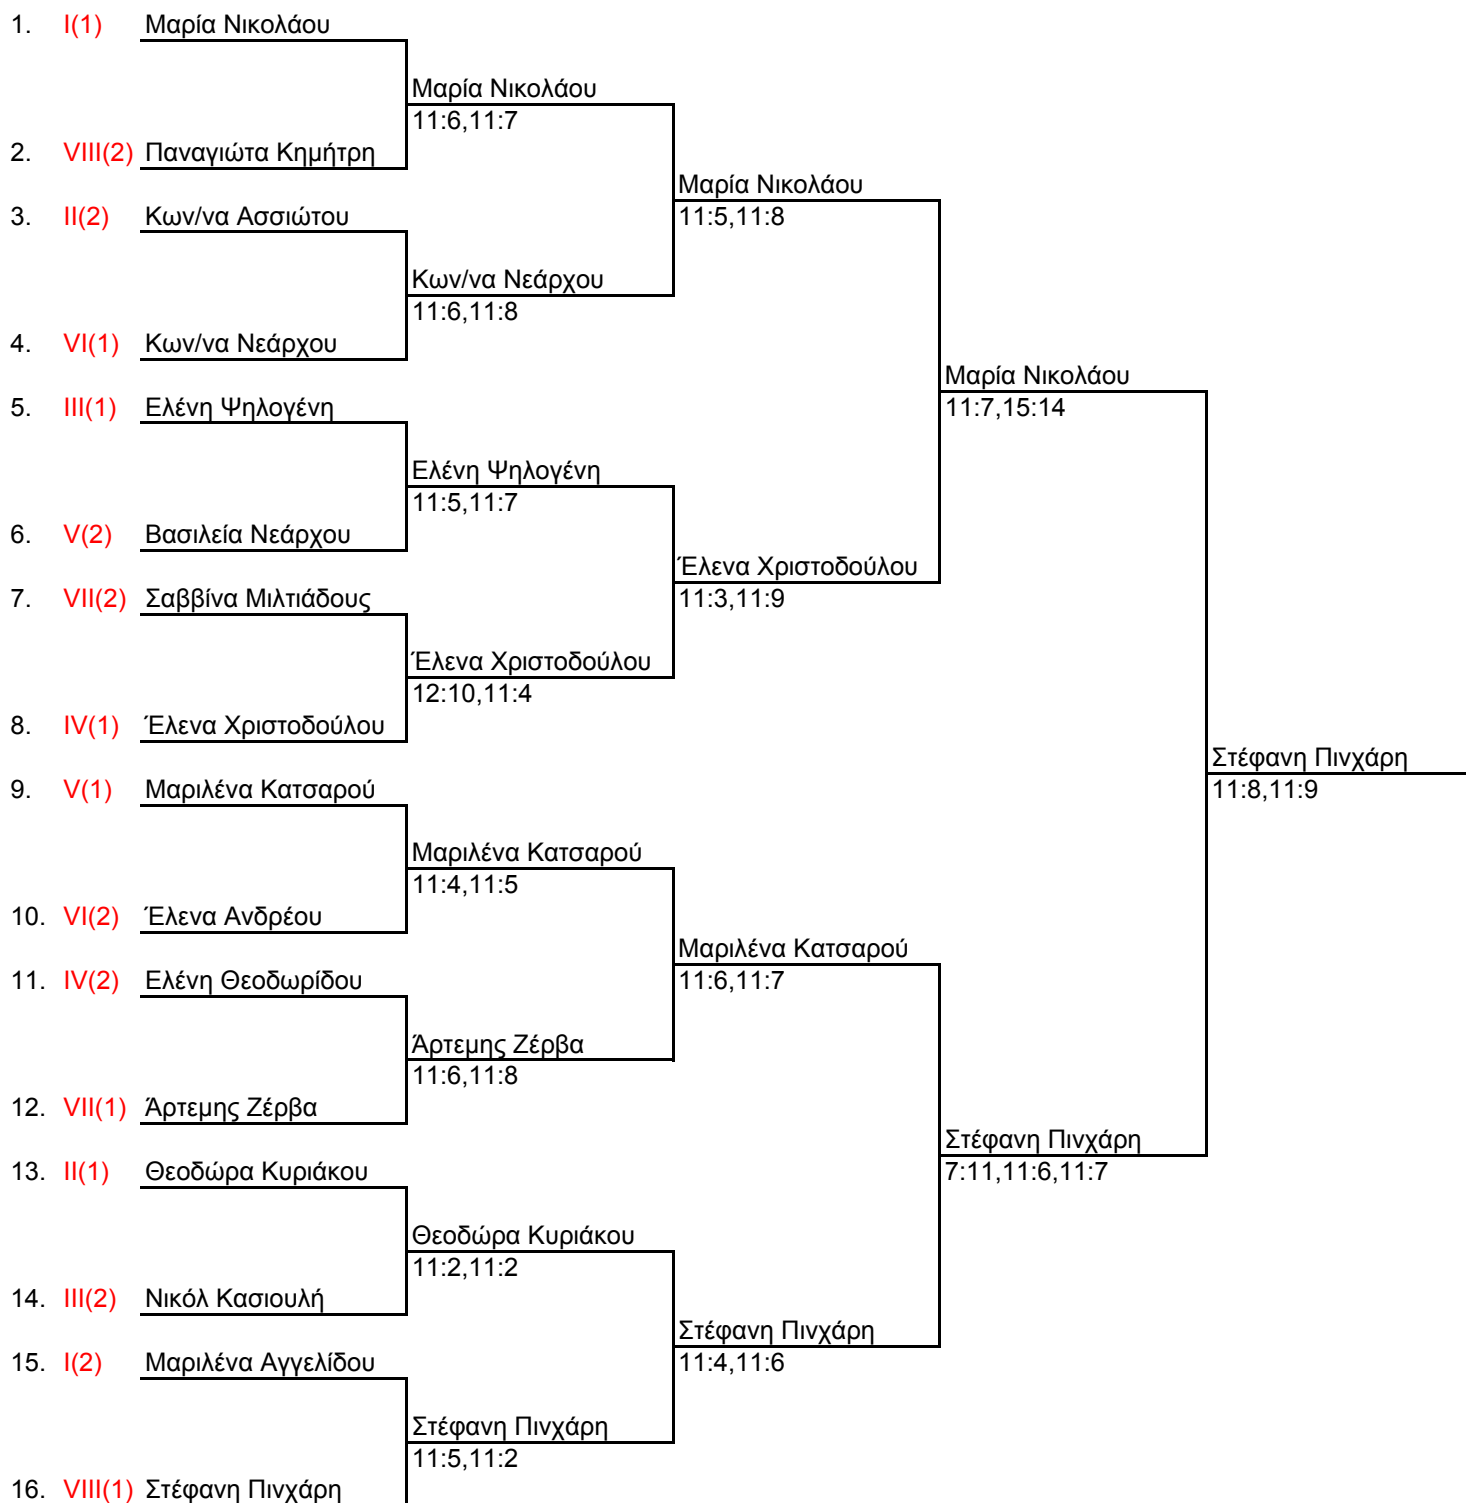 1. I(1) Μαρία Νικολάου
Μαρία Νικολάου
11:6,11:7
2. VIII(2) Παναγιώτα Κημήτρη
Μαρία Νικολάου
3. II(2) Κων/να Ασσιώτου
11:5,11:8
Κων/να Νεάρχου
11:6,11:8
4. VI(1) Κων/να Νεάρχου
Μαρία Νικολάου
5. III(1) Ελένη Ψηλογένη
11:7,15:14
Ελένη Ψηλογένη
11:5,11:7
6. V(2) Βασιλεία Νεάρχου
Έλενα Χριστοδούλου
7. VII(2) Σαββίνα Μιλτιάδους
11:3,11:9
Έλενα Χριστοδούλου
12:10,11:4
8. IV(1) Έλενα Χριστοδούλου
Στέφανη Πινχάρη
9. V(1) Μαριλένα Κατσαρού
11:8,11:9
Μαριλένα Κατσαρού
11:4,11:5
10. VI(2) Έλενα Ανδρέου
Μαριλένα Κατσαρού
11. IV(2) Ελένη Θεοδωρίδου
11:6,11:7
Άρτεμης Ζέρβα
11:6,11:8
12. VII(1) Άρτεμης Ζέρβα
Στέφανη Πινχάρη
13. II(1) Θεοδώρα Κυριάκου
7:11,11:6,11:7
Θεοδώρα Κυριάκου
11:2,11:2
14. III(2) Νικόλ Κασιουλή
Στέφανη Πινχάρη
15. I(2) Μαριλένα Αγγελίδου
11:4,11:6
Στέφανη Πινχάρη
11:5,11:2
16. VIII(1) Στέφανη Πινχάρη